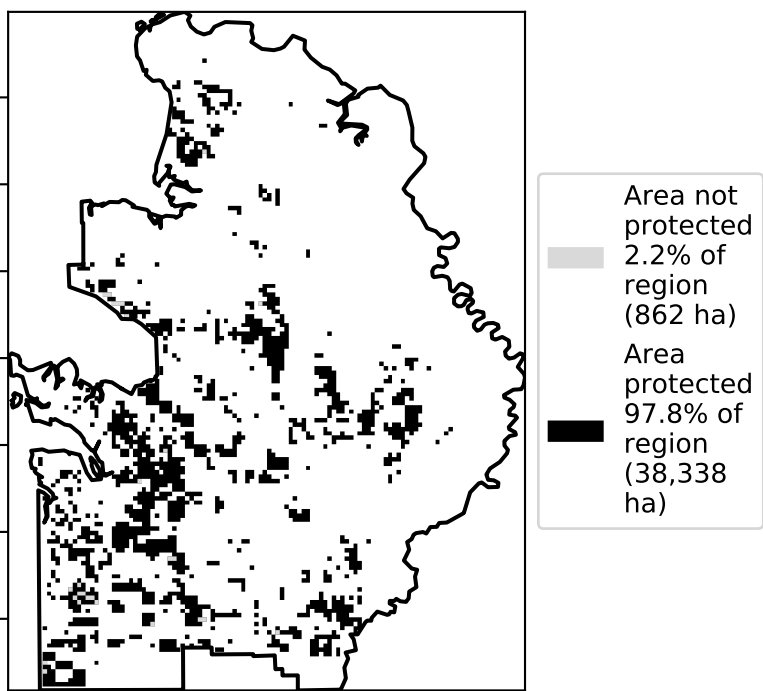 Area not
protected
2.2% of
region
(862 ha)
Area
protected
97.8% of
region
(38,338
ha)